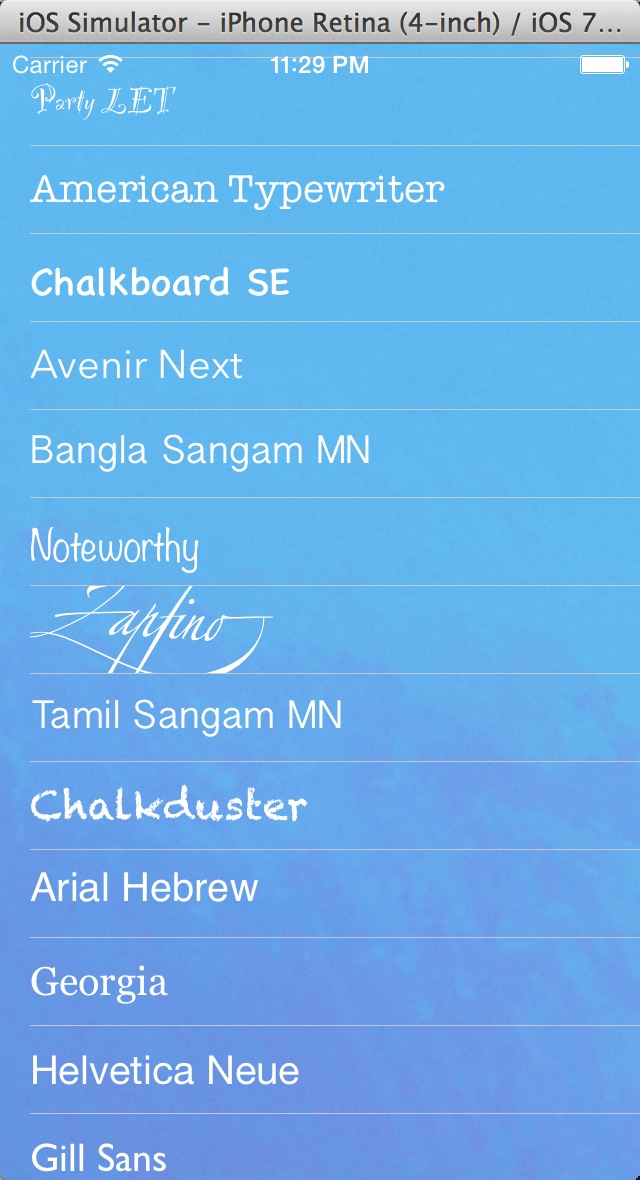 iOS Simulator - iPhone Retina (4-inch) / iOS 7...
Carrier 11:29 PM
Party LET
American Typewriter
Chalkboard SE
Avenir Next
Bangla Sangam MN
Noteworthy
Zapfino
Tamil Sangam MN
Chalkduster
Arial Hebrew
Georgia
Helvetica Neue
Gill Sans